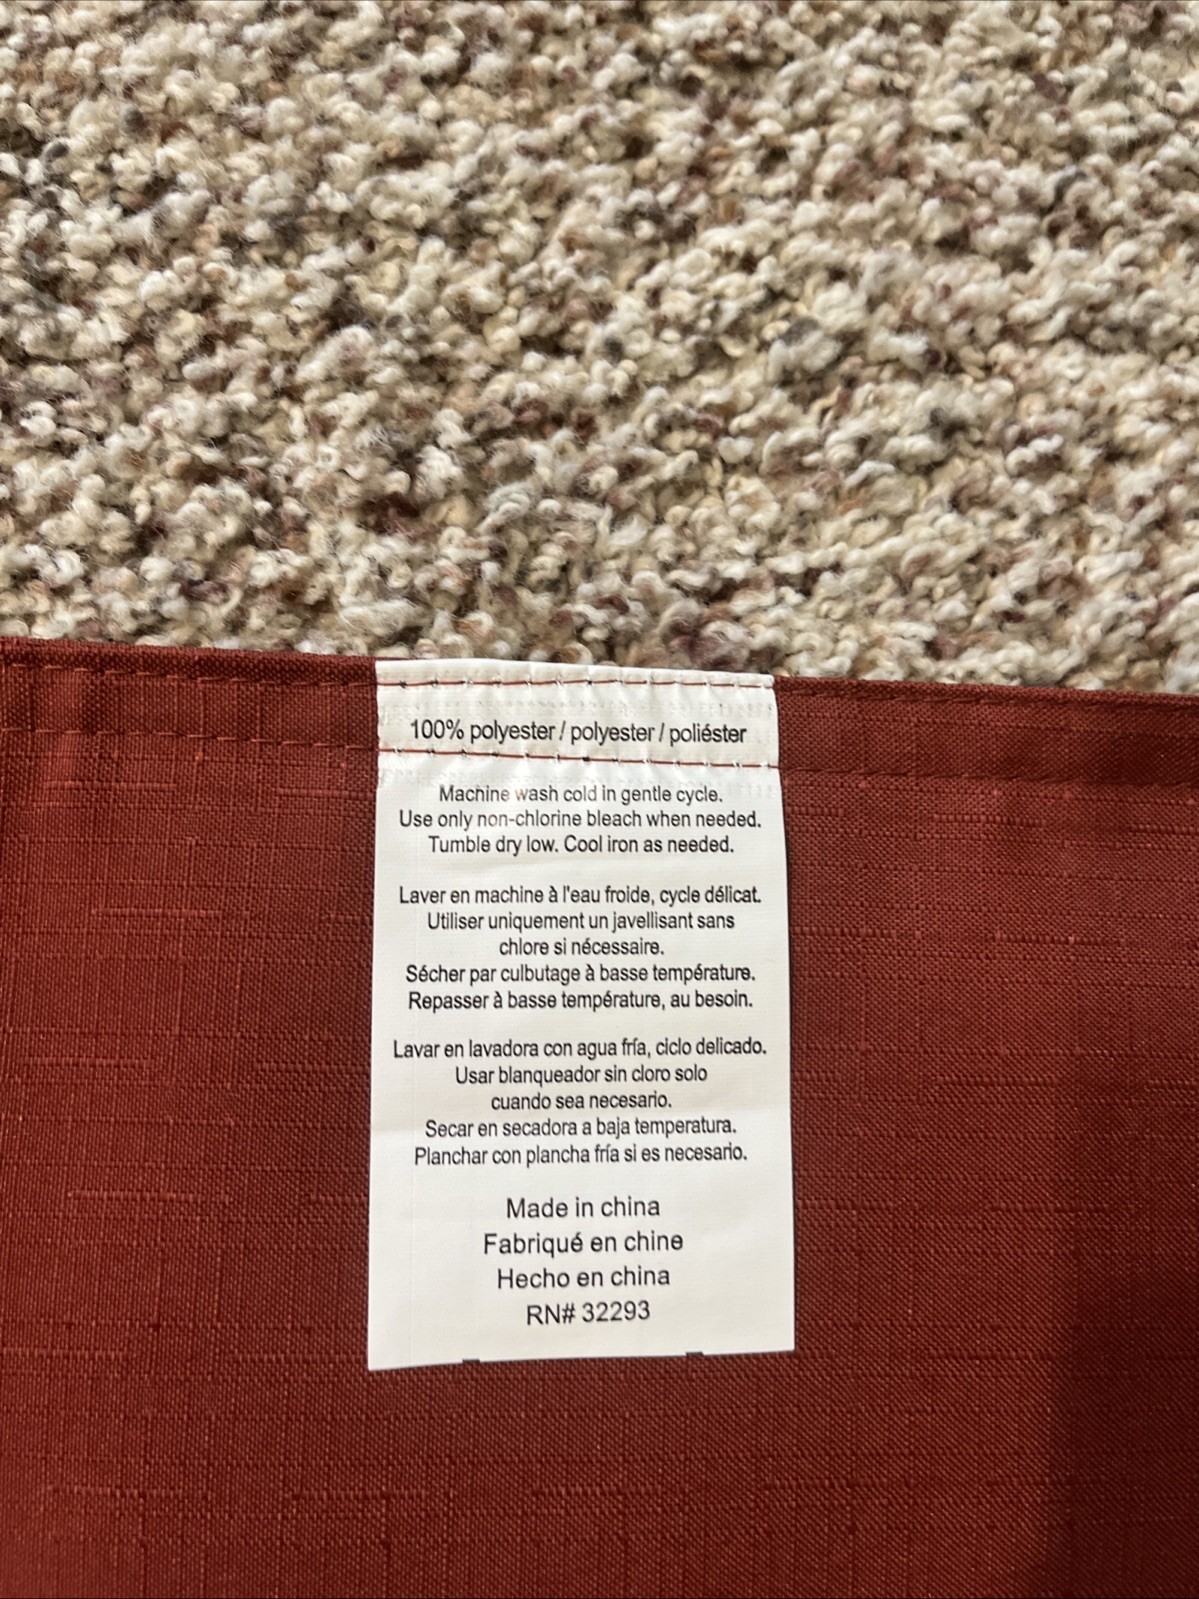 100% polyester / polyester / poliéster
Machine wash cold in gentle cycle.
Use only non-chlorine bleach when needed.
Tumble dry low. Cool iron as needed.
Laver en machine à l'eau froide, cycle délicat.
Utiliser uniquement un javellisant sans
chlore si nécessaire.
Sécher par culbutage à basse température.
Repasser à basse température, au besoin.
Lavar en lavadora con agua fría, ciclo delicado.
Usar blanqueador sin cloro solo
cuando sea necesario.
Secar en secadora a baja temperatura.
Planchar con plancha fría si es necesario.
Made in china
Fabriqué en chine
Hecho en china
RN# 32293